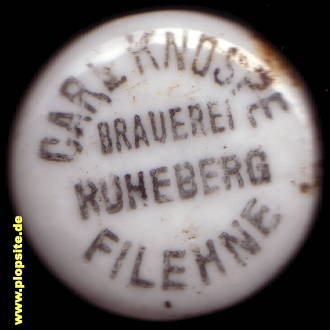 CARL KNOSPE
BRAUEREI
RUHEBERG
FILEHNE
www.plopsite.de